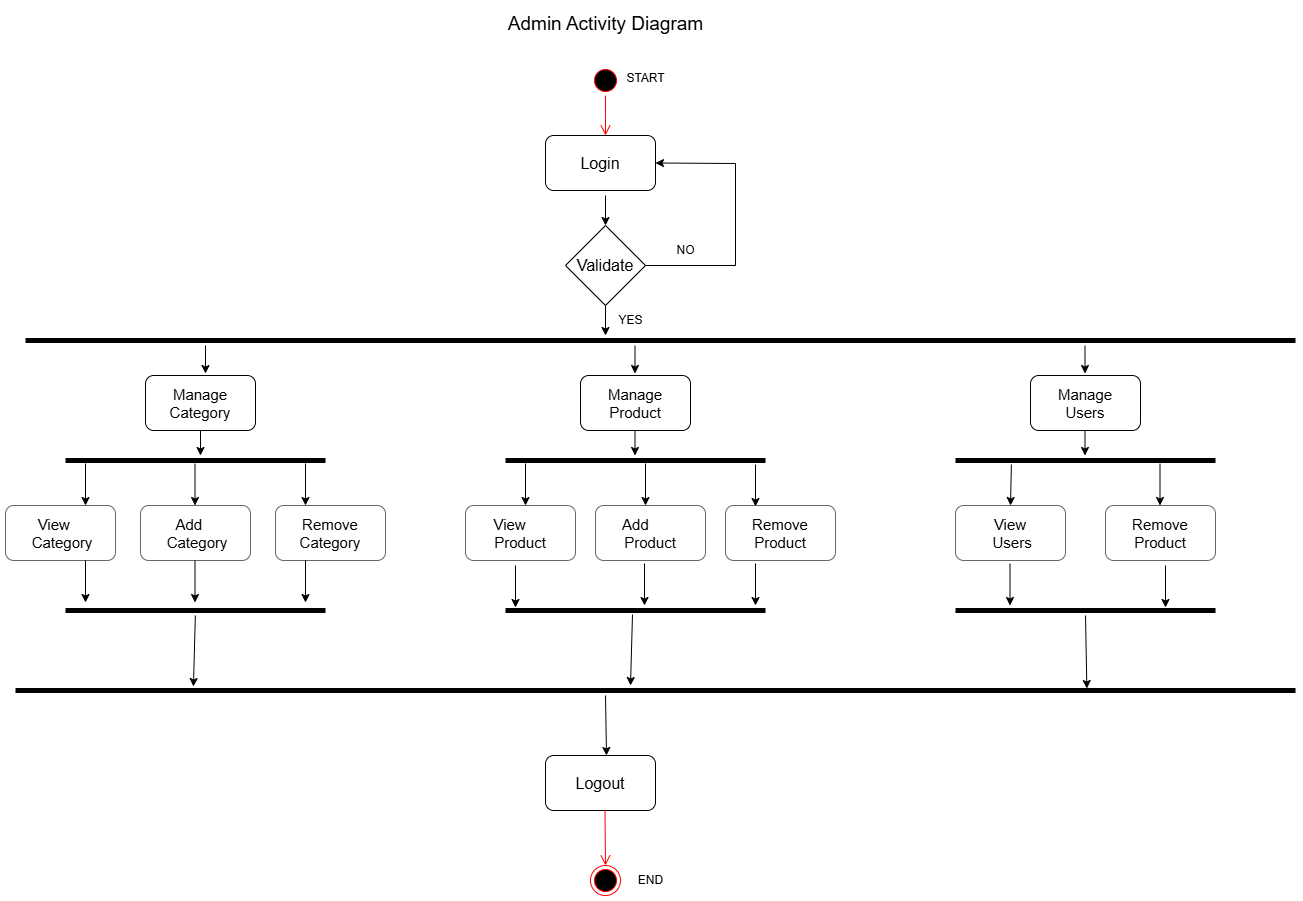 Admin Activity Diagram
START
Login
NO
Validate
YES
Manage
Category
Manage
Product
Manage
Users
View
Category
Add
Category
Remove
Category
View
Product
Add
Product
Remove
Product
View
Users
Remove
Product
Logout
END